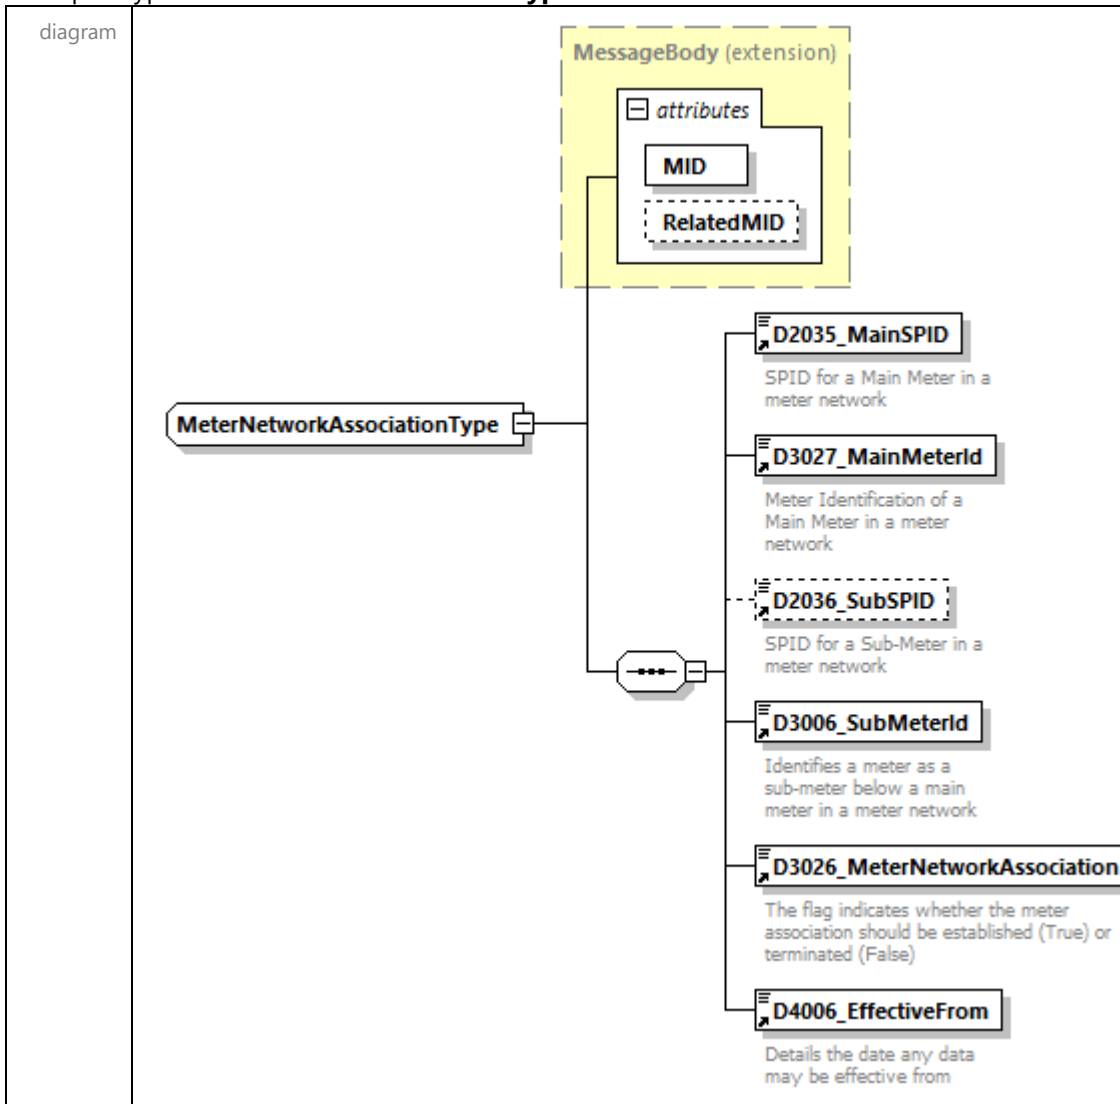 diagram
MessageBody (extension)
attributes
MID
RelatedMID
D2035_MainSPID
SPID for a Main Meter in a
meter network
MeterNetworkAssociationType
D3027_MainMeterId
Meter Identification of a
Main Meter in a meter
network
D2036_SubSPID
SPID for a Sub-Meter in a
meter network
D3006_SubMeterId
Identifies a meter as a
sub-meter below a main
meter in a meter network
D3026_MeterNetworkAssociation
The flag indicates whether the meter
association should be established (True) or
terminated (False)
D4006_EffectiveFrom
Details the date any data
may be effective from